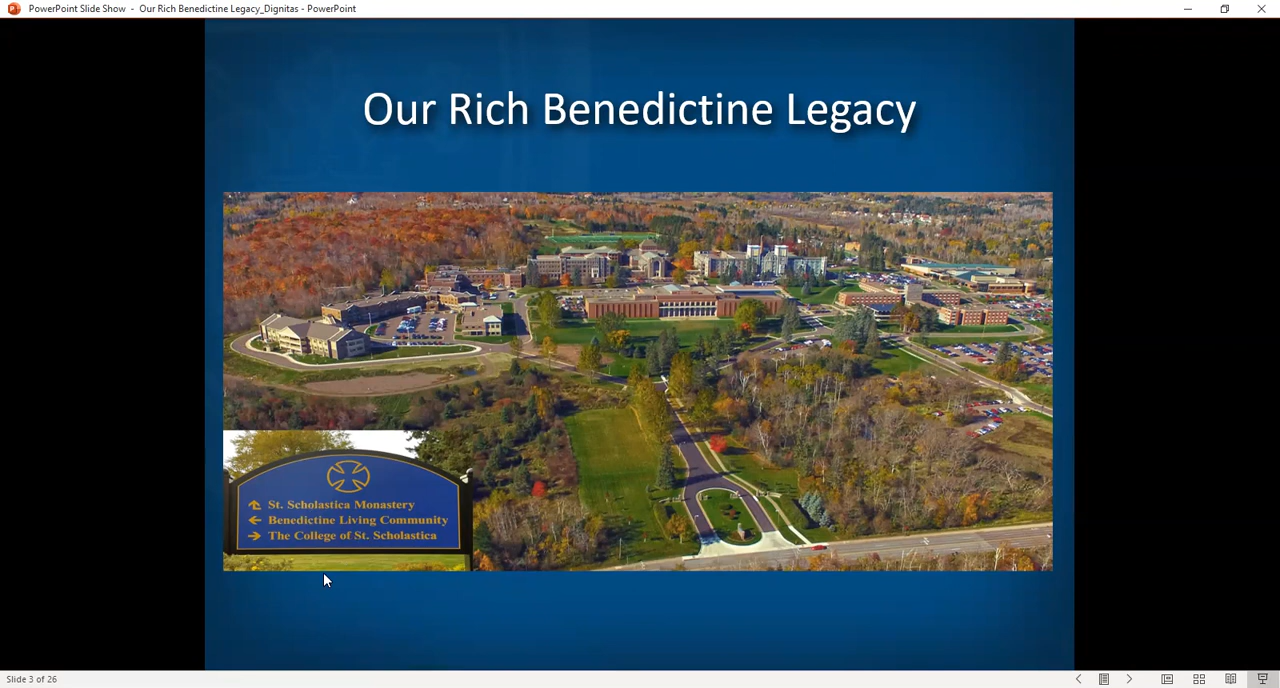 PowerPoint Slide Show - Our Rich Benedictine Legacy_Dignitas - PowerPoint
Our Rich Benedictine Legacy
St. Scholastica Monastery
Benedictine Living Community
The College of St. Scholastica
Slide 3 of 26